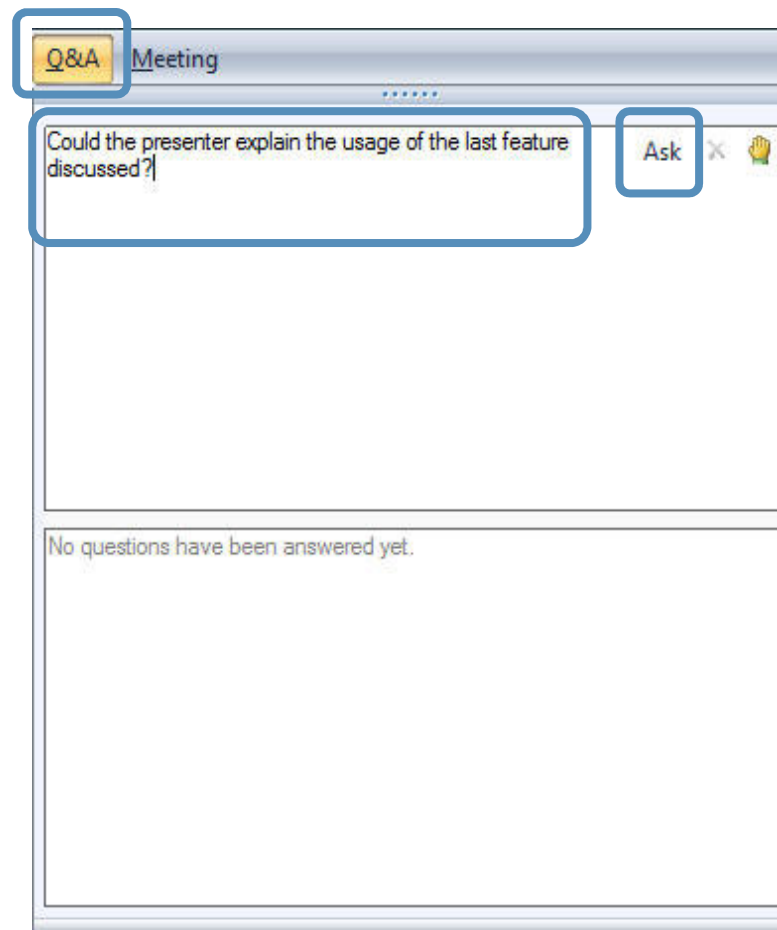 Q&A Meeting
Could the presenter explain the usage of the last feature
discussed?
Ask
No questions have been answered yet.